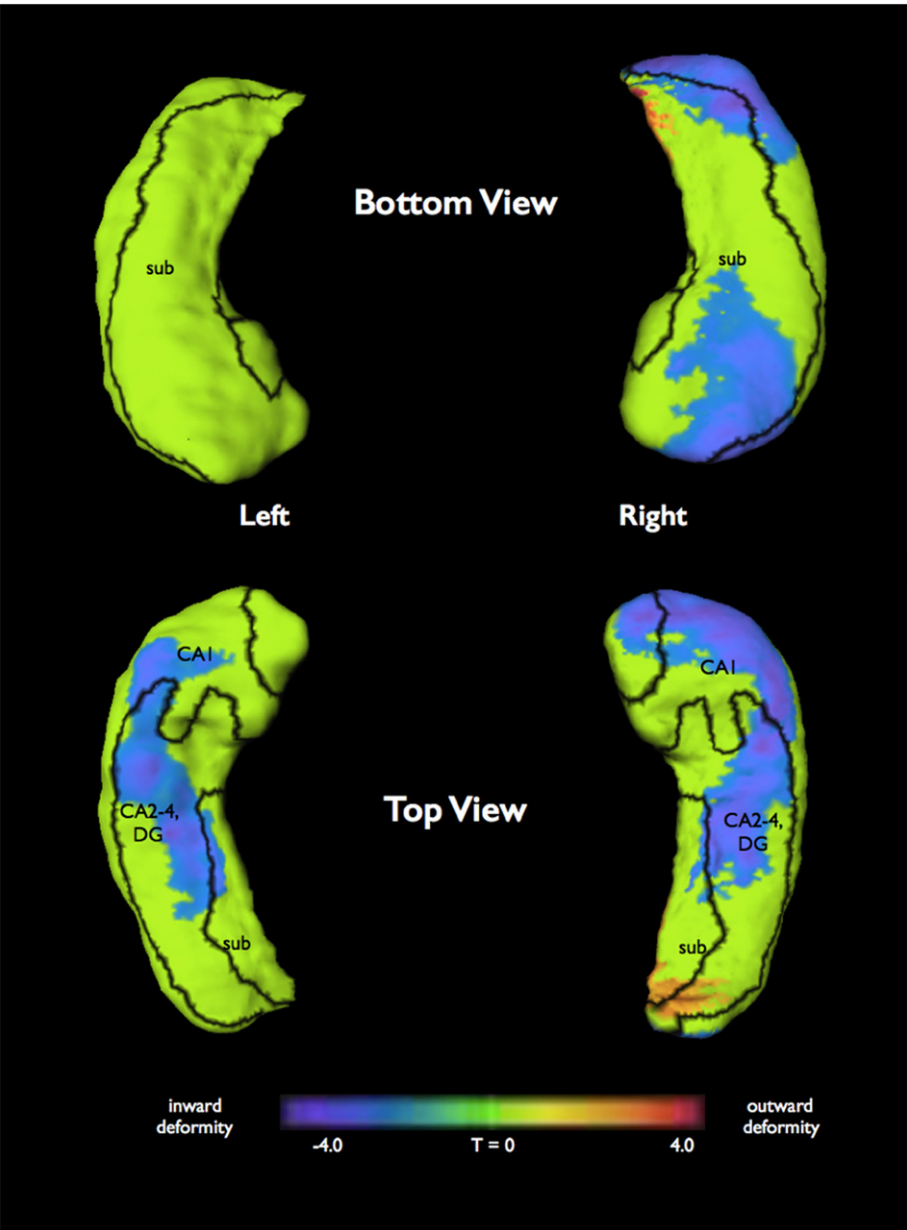 Bottom View
sub
sub
Left
Right
CA1
CA1
Top View
CA2-4,
DG
CA2-4,
DG
sub
sub
inward
deformity
outward
deformity
-4.0
T = 0
4.0